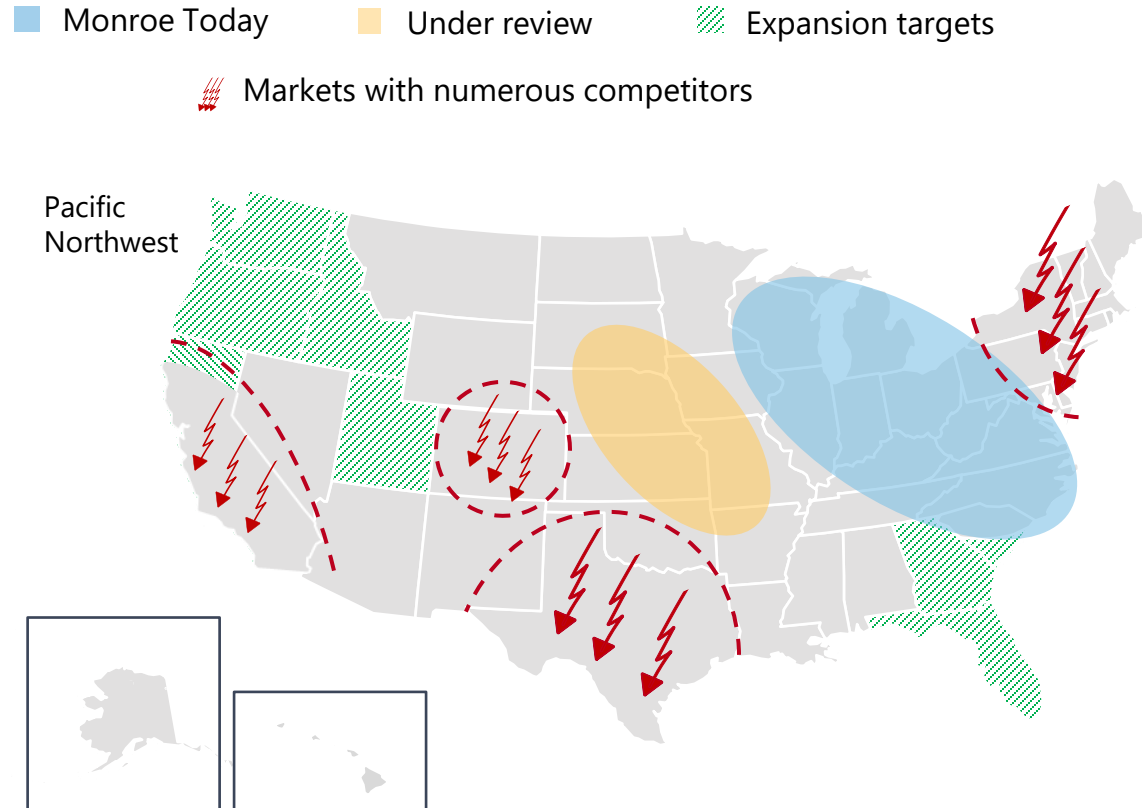 Monroe Today
Under review
Expansion targets
Markets with numerous competitors
Pacific
Northwest